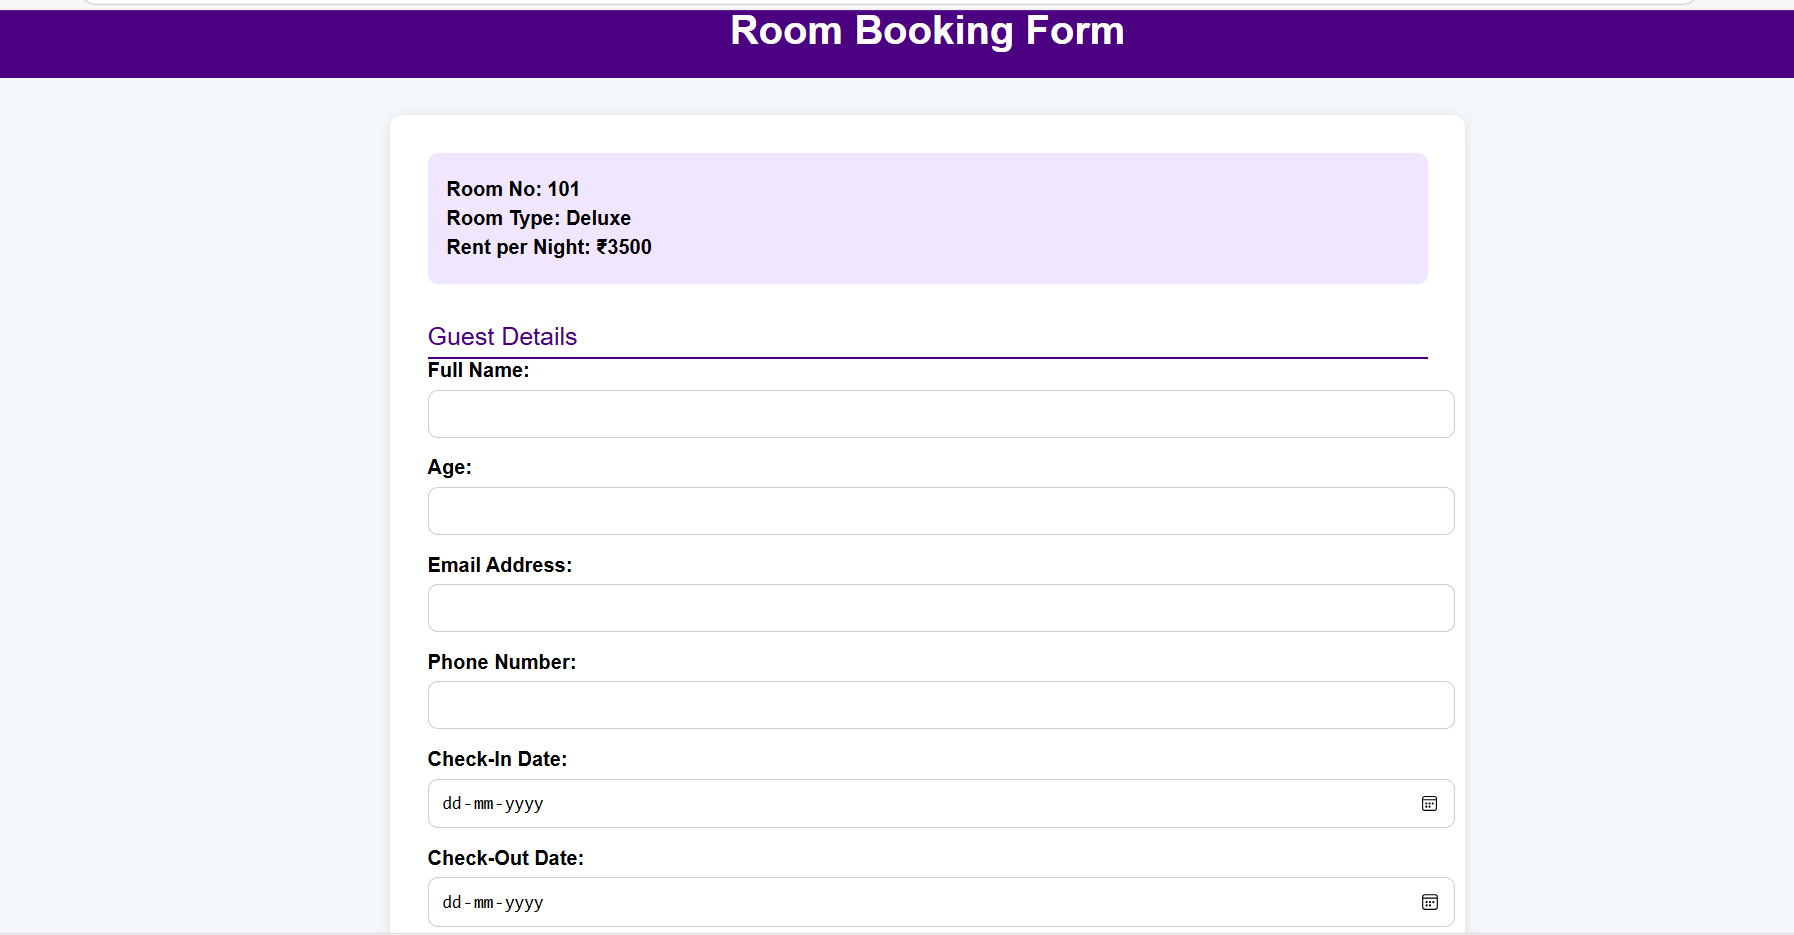 Room Booking Form
Room No: 101
Room Type: Deluxe
Rent per Night: ₹3500
Guest Details
Full Name:
Age:
Email Address:
Phone Number:
Check-In Date:
dd-mm-yyyy
Check-Out Date:
dd-mm-yyyy